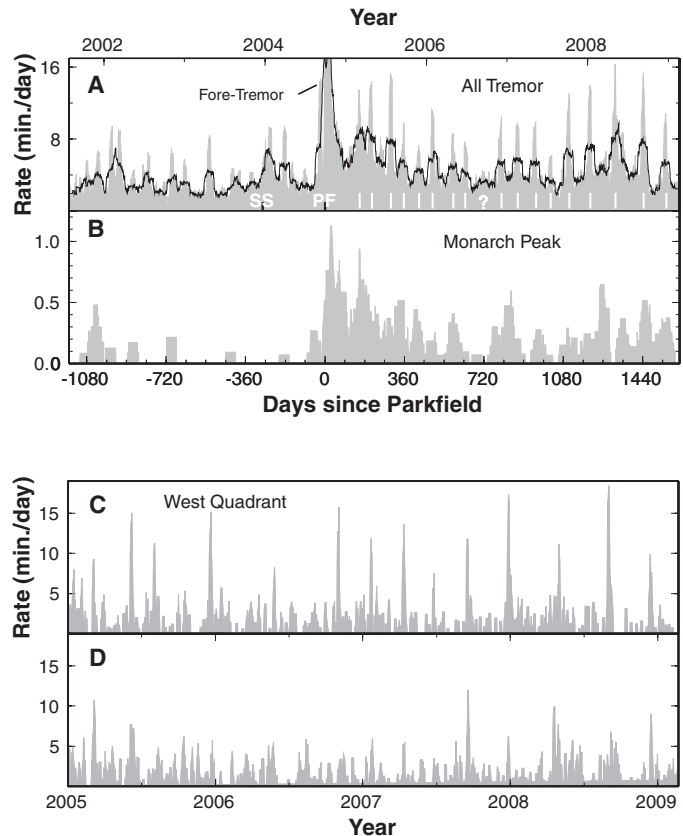 Year
2002 2004 2006 2008
A
Fore-Tremor
All Tremor
Rate (min./day)
16
8
SS PF ?
B
Monarch Peak
1.0
0.5
0.0
-1080 -720 -360 0 360 720 1080 1440
Days since Parkfield
C
West Quadrant
Rate (min./day)
15
10
5
D
15
10
5
2005 2006 2007 2008 2009
Year